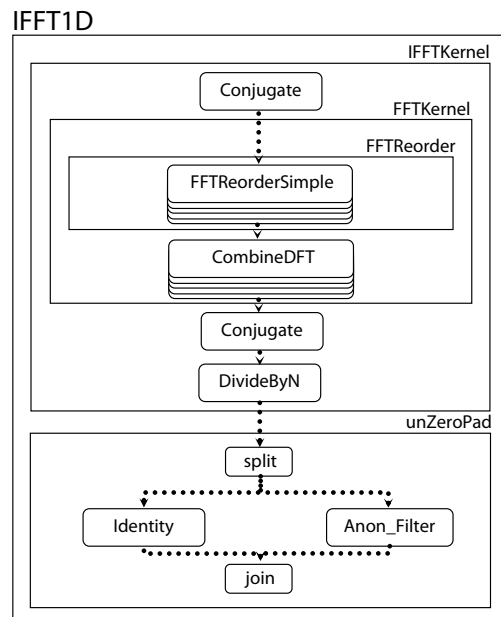 IFFT1D
IFFTKernel
Conjugate
FFTKernel
FFTReorder
FFTReorderSimple
CombineDFT
Conjugate
DivideByN
unZeroPad
split
Identity
Anon_Filter
join